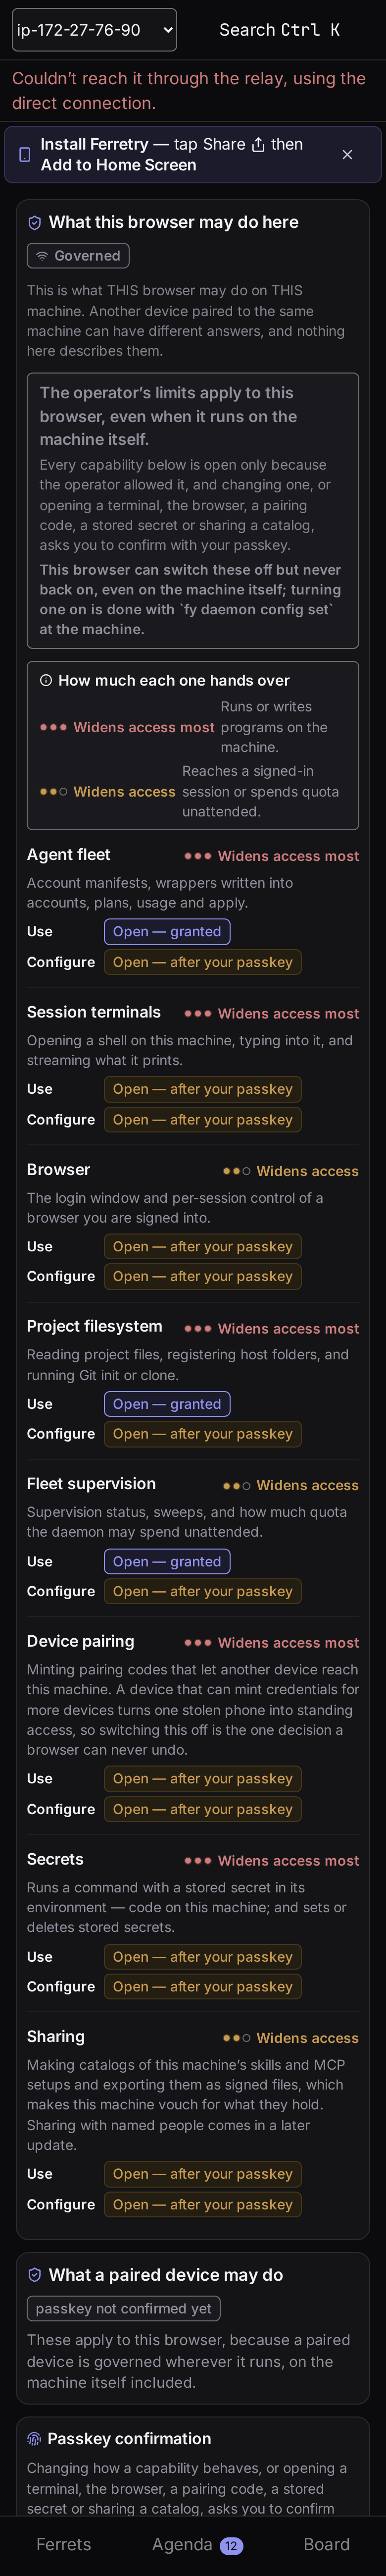 ip-172-27-76-90
Search Ctrl K
Couldn’t reach it through the relay, using the
direct connection.
Install Ferretry — tap Share then
Add to Home Screen
What this browser may do here
Governed
This is what THIS browser may do on THIS
machine. Another device paired to the same
machine can have different answers, and nothing
here describes them.
The operator’s limits apply to this
browser, even when it runs on the
machine itself.
Every capability below is open only because
the operator allowed it, and changing one, or
opening a terminal, the browser, a pairing
code, a stored secret or sharing a catalog,
asks you to confirm with your passkey.
This browser can switch these off but never
back on, even on the machine itself; turning
one on is done with `fy daemon config set`
at the machine.
How much each one hands over
Widens access most
Runs or writes
programs on the
machine.
Widens access
Reaches a signed-in
session or spends quota
unattended.
Agent fleet
Widens access most
Account manifests, wrappers written into
accounts, plans, usage and apply.
Use Open — granted
Configure Open — after your passkey
Session terminals
Widens access most
Opening a shell on this machine, typing into it, and
streaming what it prints.
Use Open — after your passkey
Configure Open — after your passkey
Browser
Widens access
The login window and per-session control of a
browser you are signed into.
Use Open — after your passkey
Configure Open — after your passkey
Project filesystem
Widens access most
Reading project files, registering host folders, and
running Git init or clone.
Use Open — granted
Configure Open — after your passkey
Fleet supervision
Widens access
Supervision status, sweeps, and how much quota
the daemon may spend unattended.
Use Open — granted
Configure Open — after your passkey
Device pairing
Widens access most
Minting pairing codes that let another device reach
this machine. A device that can mint credentials for
more devices turns one stolen phone into standing
access, so switching this off is the one decision a
browser can never undo.
Use Open — after your passkey
Configure Open — after your passkey
Secrets
Widens access most
Runs a command with a stored secret in its
environment — code on this machine; and sets or
deletes stored secrets.
Use Open — after your passkey
Configure Open — after your passkey
Sharing
Widens access
Making catalogs of this machine’s skills and MCP
setups and exporting them as signed files, which
makes this machine vouch for what they hold.
Sharing with named people comes in a later
update.
Use Open — after your passkey
Configure Open — after your passkey
What a paired device may do
passkey not confirmed yet
These apply to this browser, because a paired
device is governed wherever it runs, on the
machine itself included.
Passkey confirmation
Changing how a capability behaves, or opening a
terminal, the browser, a pairing code, a stored
secret or sharing a catalog, asks you to confirm
Ferrets
Agenda 12
Board